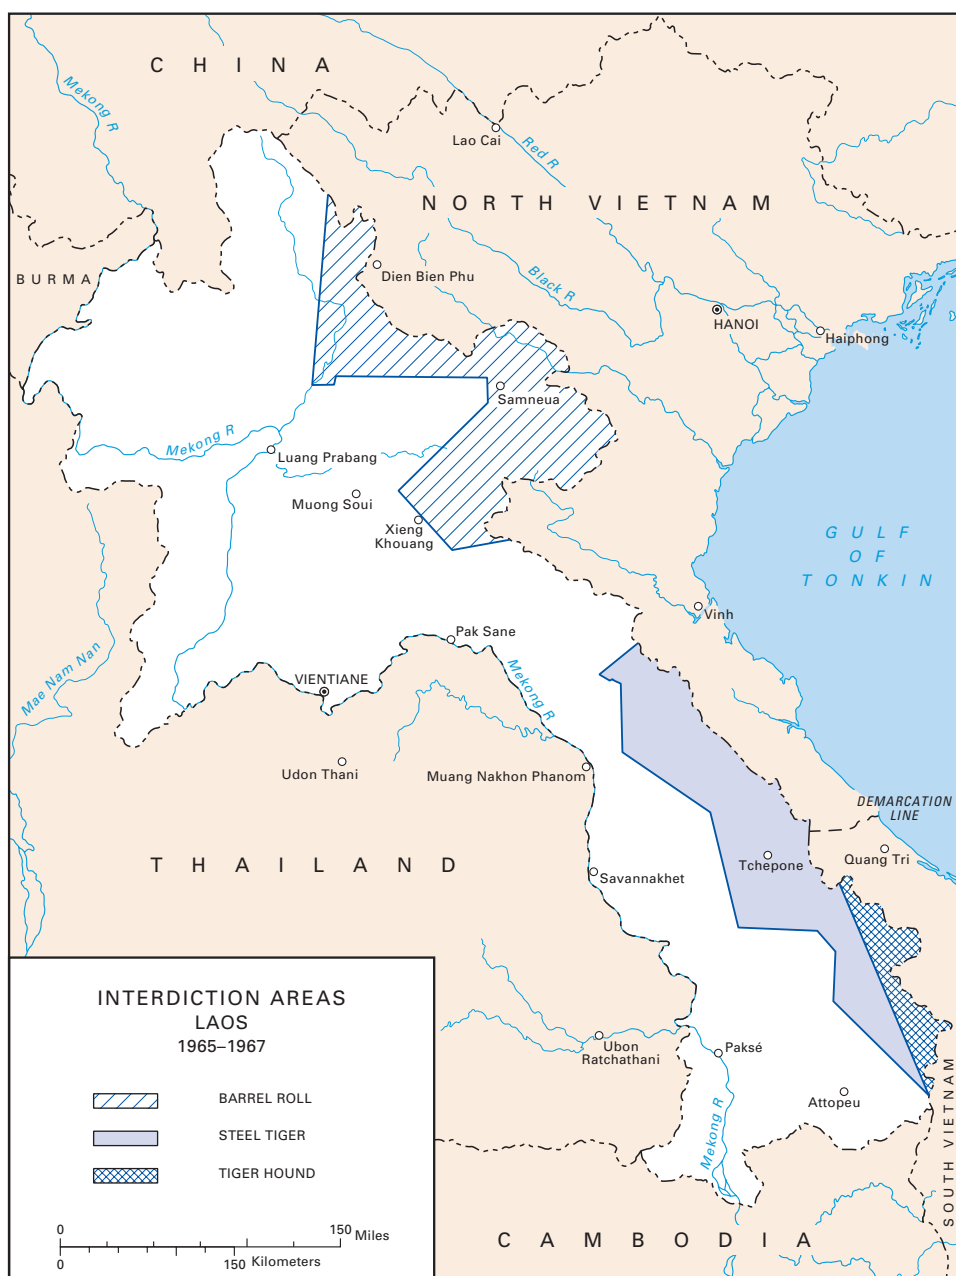 CHINA
Mekong R
Lao Cai
Red R
NORTH VIETNAM
BURMA
Dien Bien Phu
Black R
HANOI
Haiphong
Samneua
Mekong R
Luang Prabang
Muong Soui
Xieng
Khouang
GULF
OF
TONKIN
Vinh
Pak Sane
Mae Nam Nan
VIENTIANE
Mekong R
Udon Thani
Muang Nakhon Phanom
DEMARCATION
LINE
THAILAND
Tchepone
Quang Tri
Savannakhet
Ubon
Ratchathani
Paksé
Attopeu
Mekong R
SOUTH VIETNAM
CAMBODIA
INTERDICTION AREAS
LAOS
1965–1967
BARREL ROLL
STEEL TIGER
TIGER HOUND
0 150 Miles
0 150 Kilometers